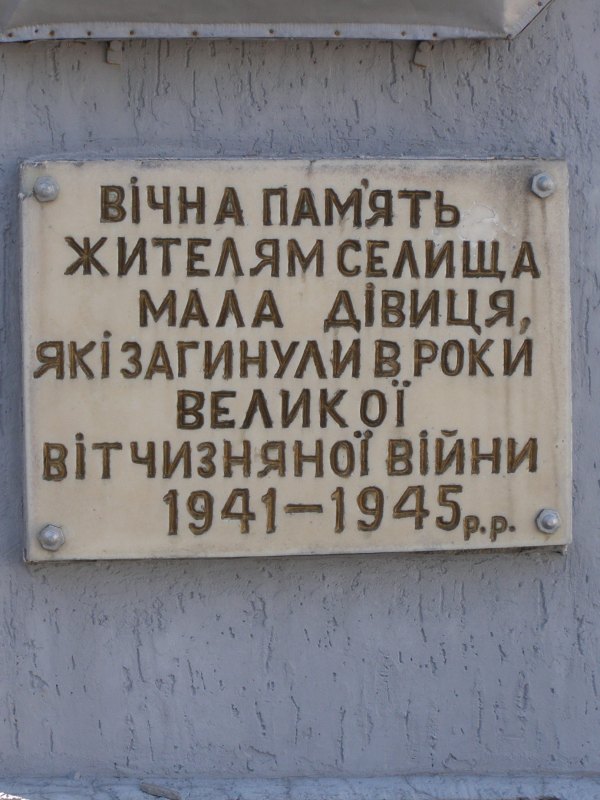 ВІЧНА ПАМ'ЯТЬ
ЖИТЕЛЯМ СЕЛИЩА
МАЛА ДІВИЦЯ,
ЯКІ ЗАГИНУЛИ В РОКИ
ВЕЛИКОЇ
ВІТЧИЗНЯНОЇ ВІЙНИ
1941–1945 р.р.